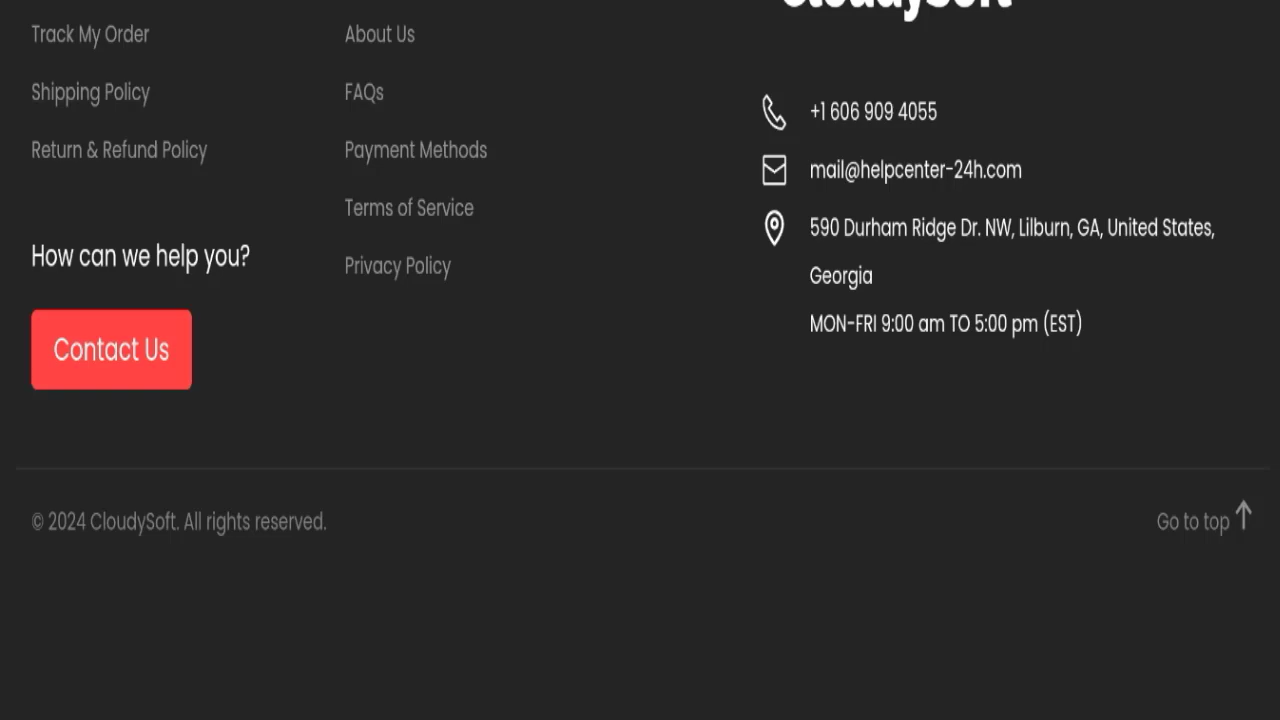 Track My Order
Shipping Policy
Return & Refund Policy
How can we help you?
Contact Us
About Us
FAQs
Payment Methods
Terms of Service
Privacy Policy
CloudySoft
+1 606 909 4055
mail@helpcenter-24h.com
590 Durham Ridge Dr. NW, Lilburn, GA, United States,
Georgia
MON-FRI 9:00 am TO 5:00 pm (EST)
© 2024 CloudySoft. All rights reserved.
Go to top